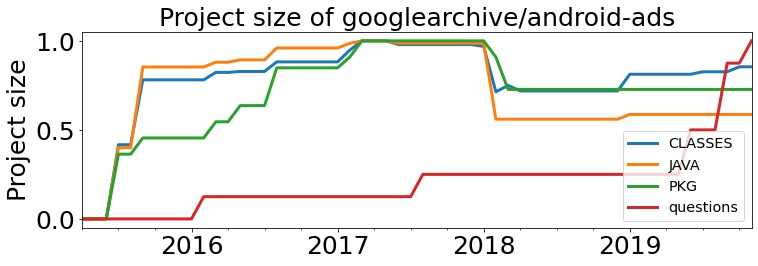 Project size of googlearchive/android-ads
Project size
1.0
0.5
0.0
2016 2017 2018 2019
CLASSES
JAVA
PKG
questions